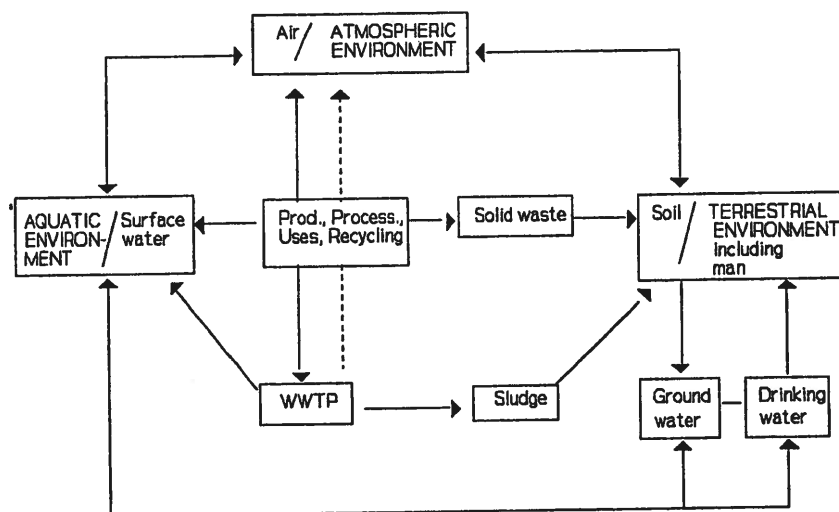 Air / ATMOSPHERIC
ENVIRONMENT
AQUATIC / Surface
ENVIRON- water
MENT
Prod., Process.,
Uses, Recycling
Solid waste
Soil / TERRESTRIAL
ENVIRONMENT
including
man
WWTP
Sludge
Ground
water
Drinking
water